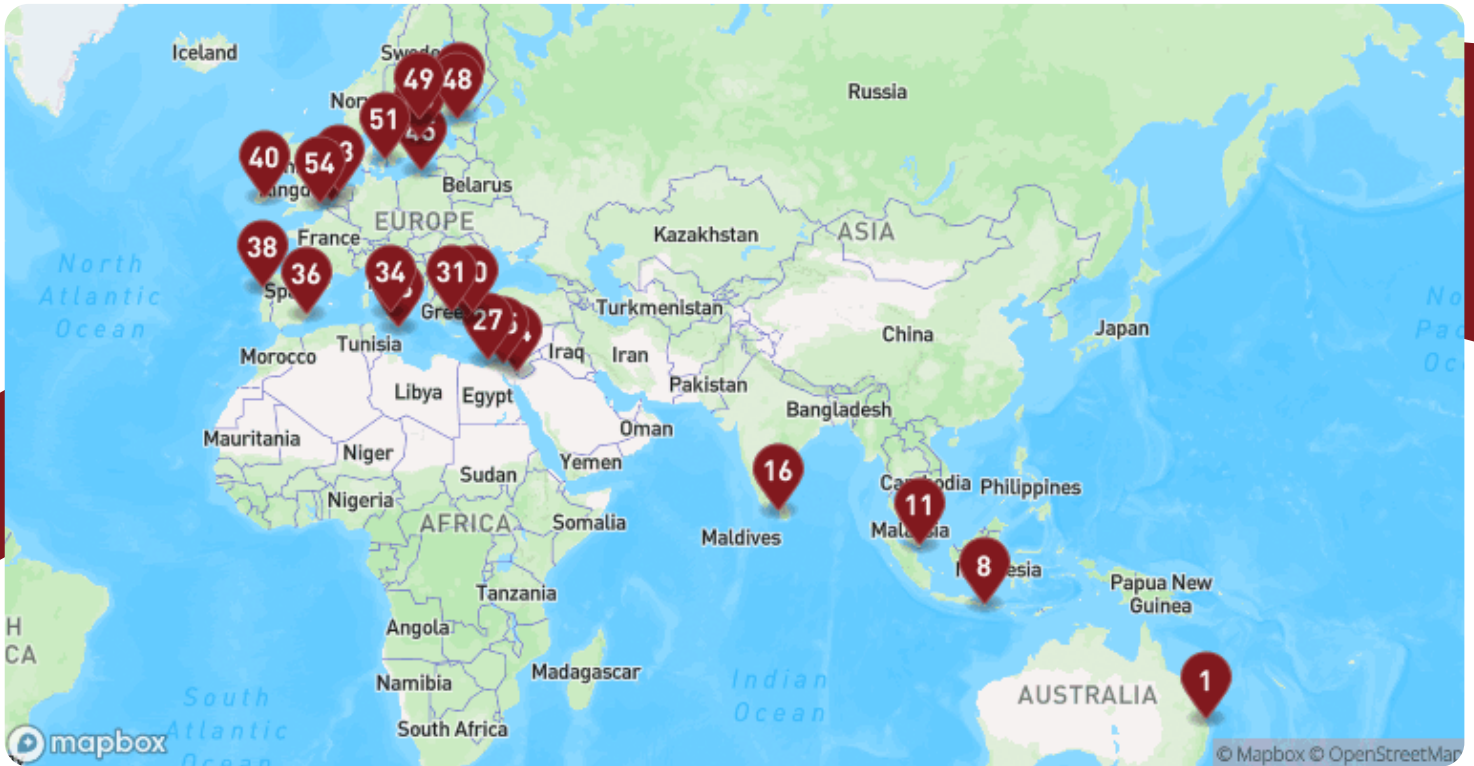 Iceland
Russia
49
48
51
40
54
Belarus
EUROPE
France
Kazakhstan
ASIA
38
North
Atlantic
Ocean
36
34
31
27
Turkmenistan
China
Japan
Morocco
Tunisia
Iraq
Iran
Pakistan
Libya
Egypt
Bangladesh
Oman
Mauritania
Niger
Yemen
Sudan
16
Nigeria
AFRICA
Somalia
Maldives
Philippines
11
8
Tanzania
Papua New
Guinea
Angola
Madagascar
Namibia
Indian
Ocean
AUSTRALIA
1
South
Atlantic
Ocean
South Africa
mapbox
© Mapbox © OpenStreetMap